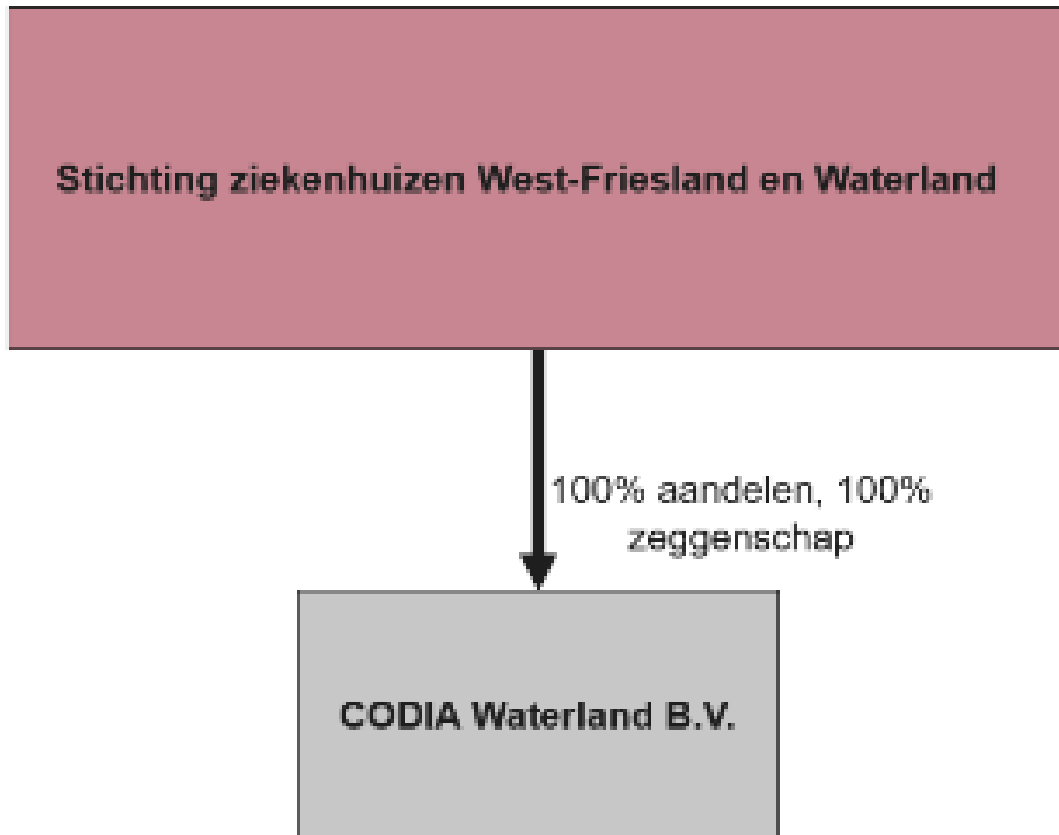 Stichting ziekenhuizen West-Friesland en Waterland
100% aandelen, 100%
zeggenschap
CODIA Waterland B.V.